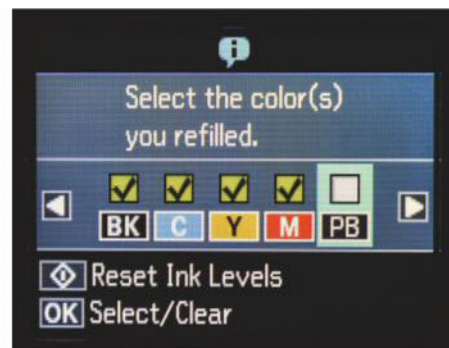 Select the color(s)
you refilled.
BK C Y M PB
Reset Ink Levels
OK Select/Clear